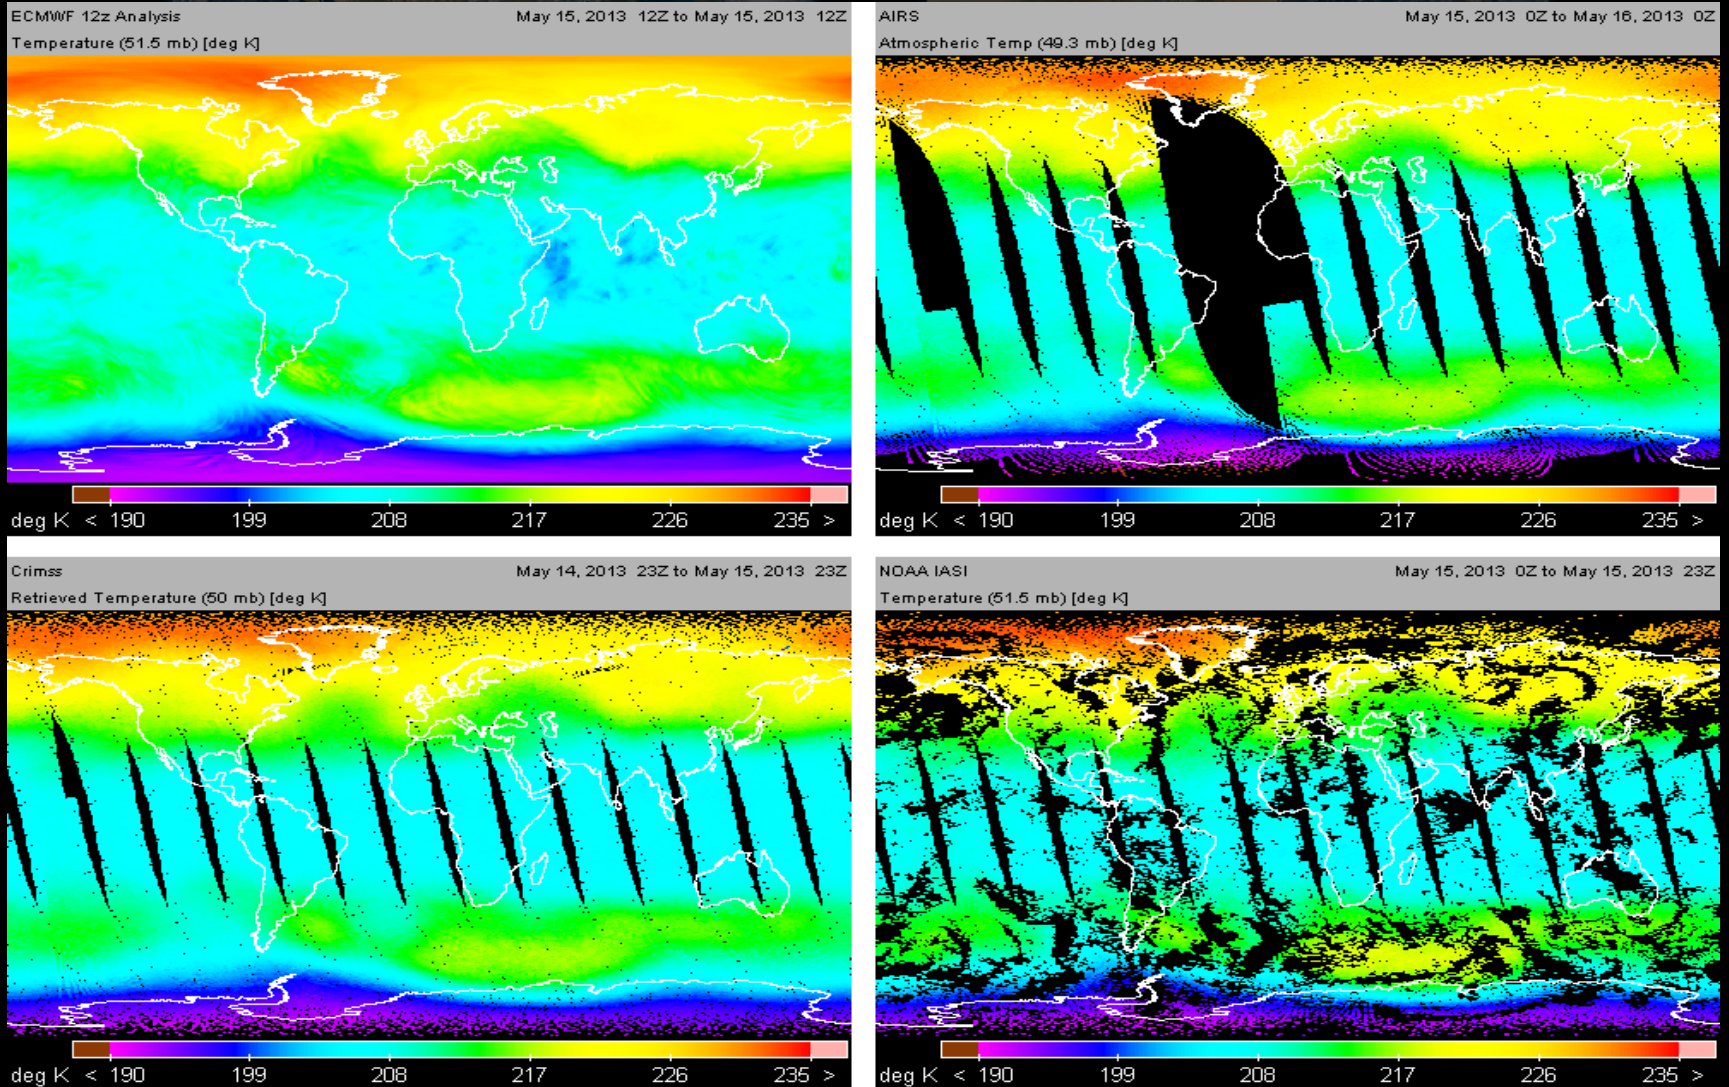 ECMWF 12z Analysis May 15, 2013 12Z to May 15, 2013 12Z
Temperature (51.5 mb) [deg K]
deg K < 190 199 208 217 226 235 >
AIRS May 15, 2013 0Z to May 16, 2013 0Z
Atmospheric Temp (49.3 mb) [deg K]
deg K < 190 199 208 217 226 235 >
Crimss May 14, 2013 23Z to May 15, 2013 23Z
Retrieved Temperature (50 mb) [deg K]
deg K < 190 199 208 217 226 235 >
NOAA IASI May 15, 2013 0Z to May 15, 2013 23Z
Temperature (51.5 mb) [deg K]
deg K < 190 199 208 217 226 235 >